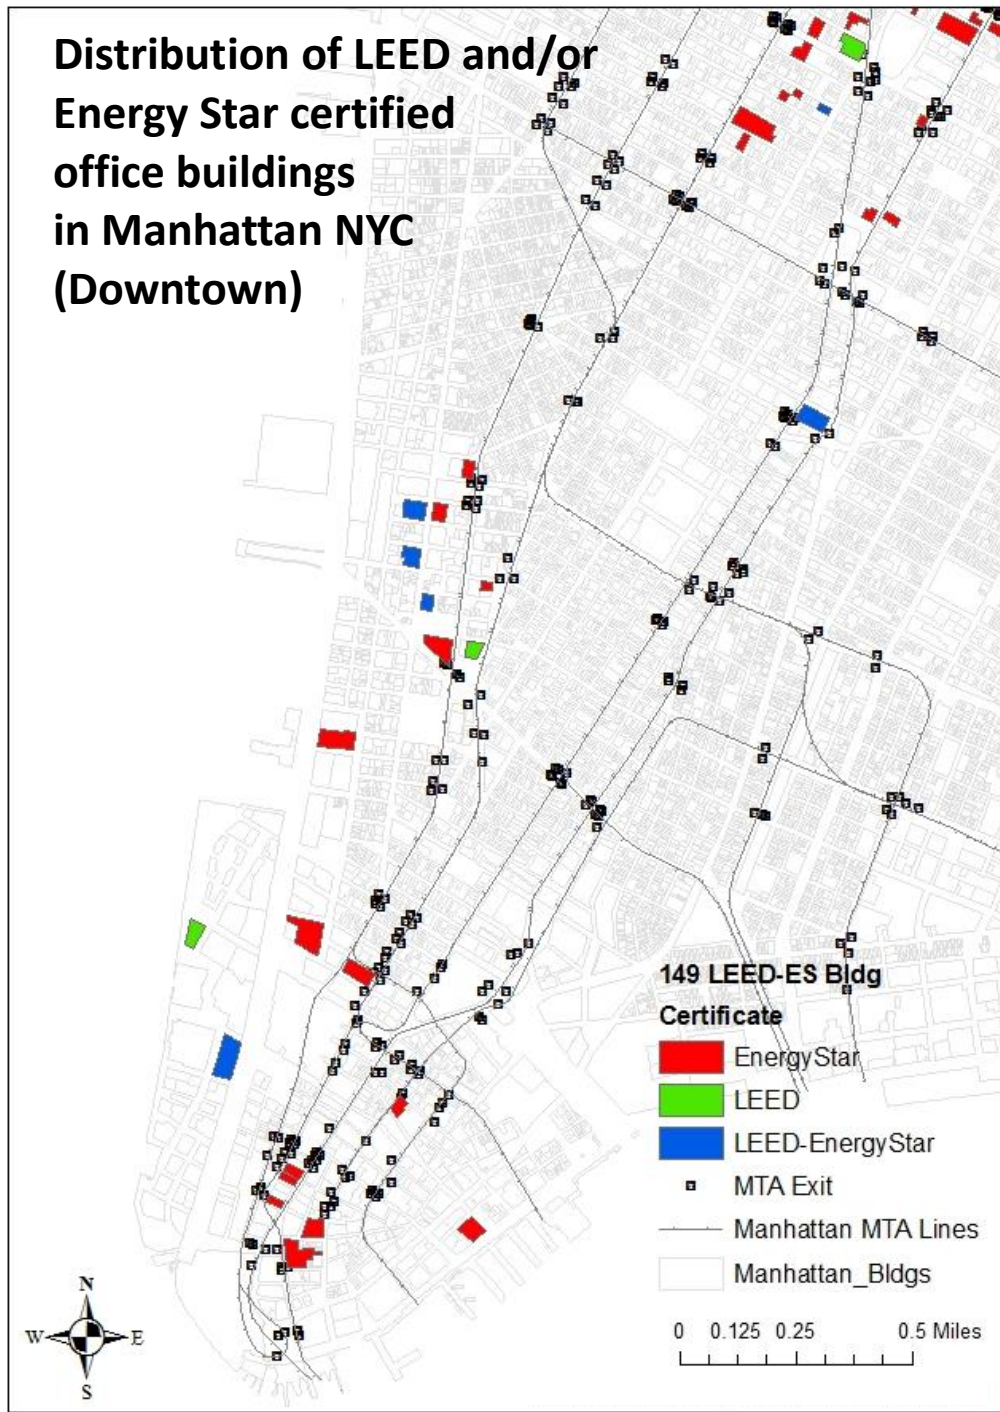 Distribution of LEED and/or
Energy Star certified
office buildings
in Manhattan NYC
(Downtown)
149 LEED-ES Bldg
Certificate
EnergyStar
LEED
LEED-EnergyStar
MTA Exit
Manhattan MTA Lines
Manhattan_Bldgs
N
W E
S
0 0.125 0.25 0.5 Miles